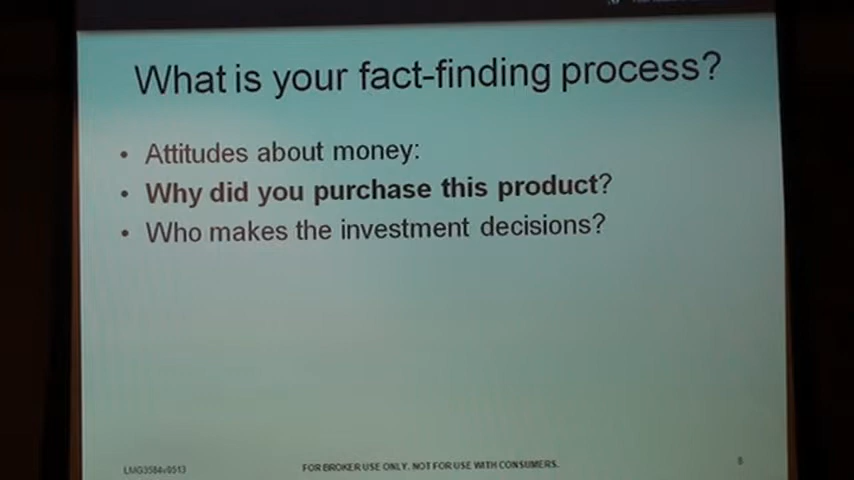 What is your fact-finding process?
• Attitudes about money:
• Why did you purchase this product?
• Who makes the investment decisions?
LMG3584v0513
FOR BROKER USE ONLY. NOT FOR USE WITH CONSUMERS.
8